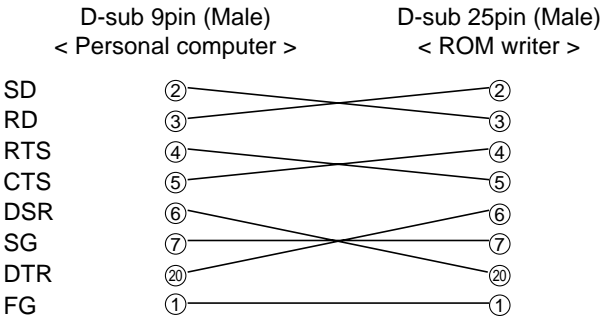 D-sub 9pin (Male) D-sub 25pin (Male)
< Personal computer > < ROM writer >
SD 2 2
RD 3 3
RTS 4 4
CTS 5 5
DSR 6 6
SG 7 7
DTR 20 20
FG 1 1